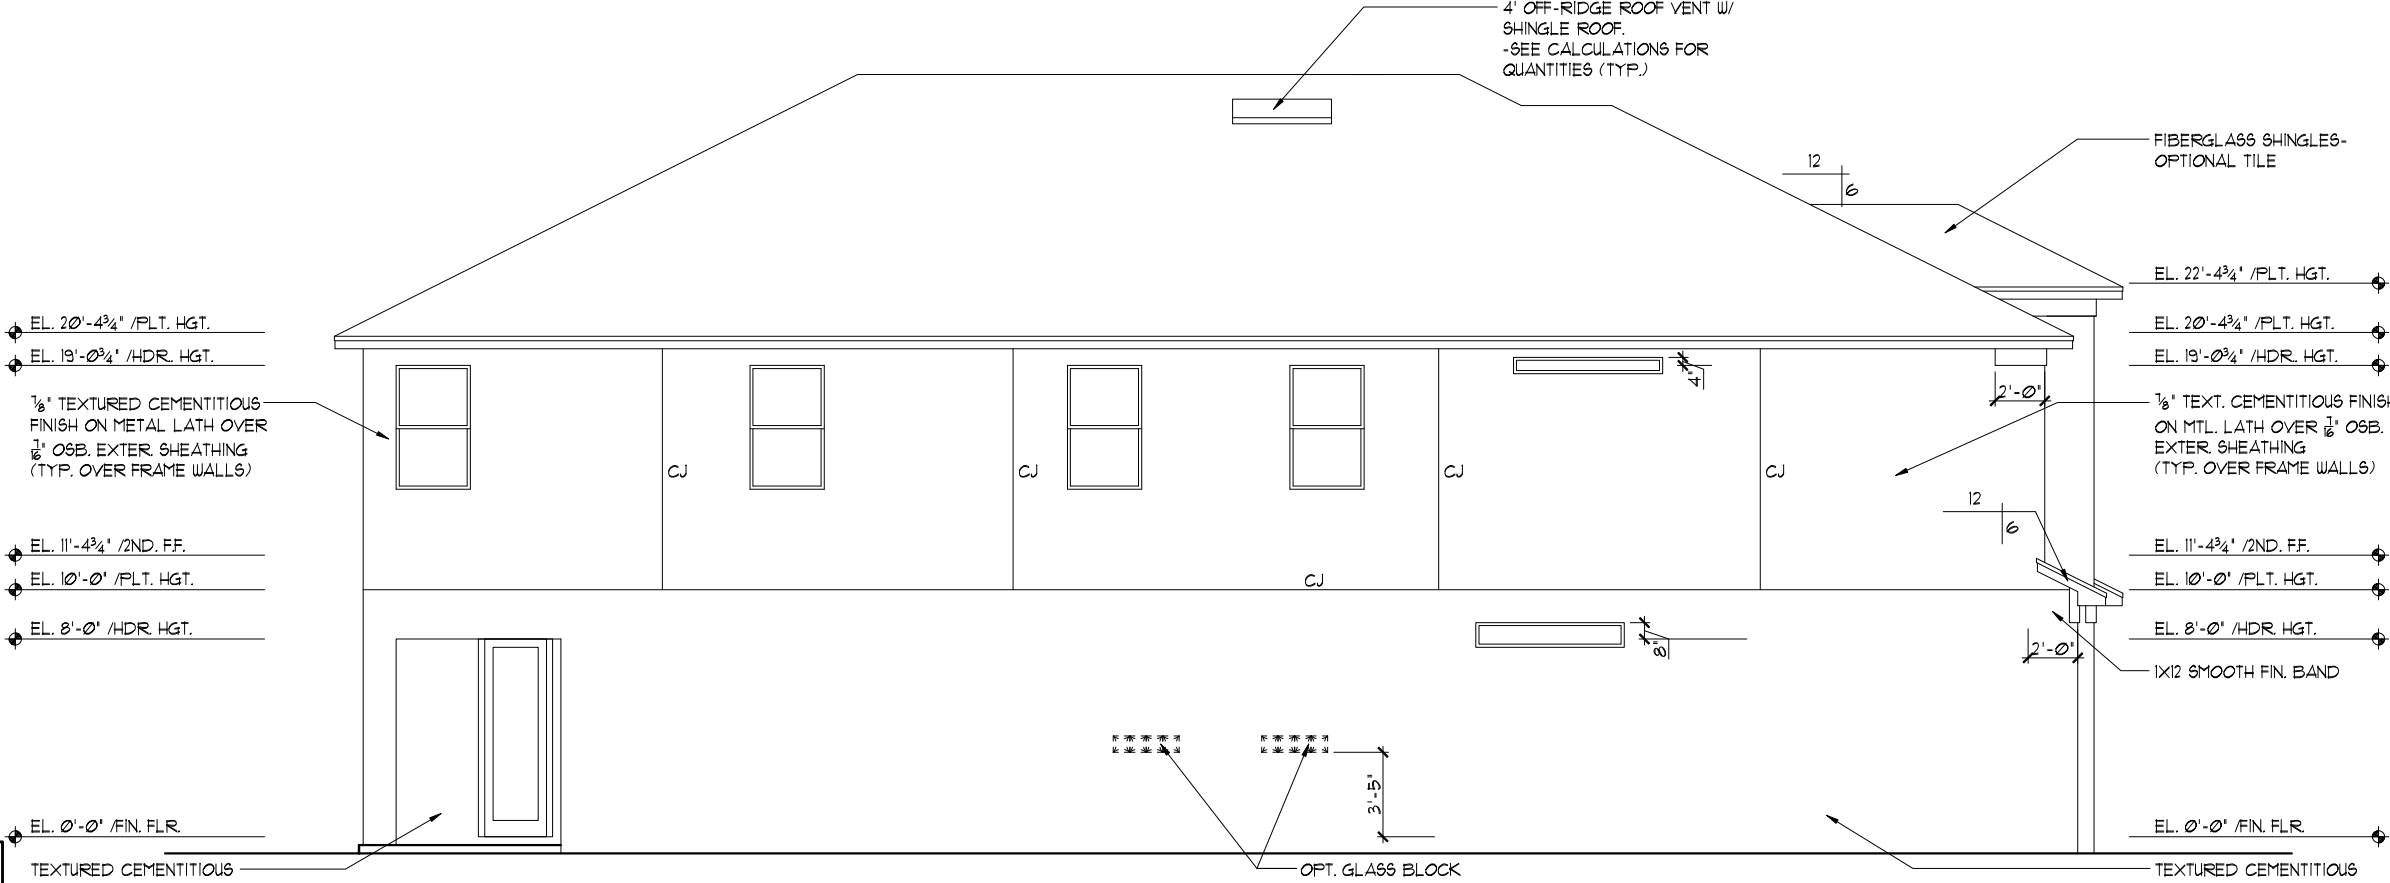 4' OFF-RIDGE ROOF VENT W/
SHINGLE ROOF.
-SEE CALCULATIONS FOR
QUANTITIES (TYP.)
FIBERGLASS SHINGLES-
OPTIONAL TILE
12
6
EL. 20'-4¾" /PLT. HGT.
EL. 19'-0¾" /HDR. HGT.
⅞" TEXTURED CEMENTITIOUS
FINISH ON METAL LATH OVER
7/16" OSB. EXTER. SHEATHING
(TYP. OVER FRAME WALLS)
EL. 11'-4¾" /2ND. F.F.
EL. 10'-0" /PLT. HGT.
EL. 8'-0" /HDR. HGT.
EL. 0'-0" /FIN. FLR.
TEXTURED CEMENTITIOUS
CJ
CJ
CJ
CJ
CJ
4"
8"
3'-5"
OPT. GLASS BLOCK
2'-0"
12
6
2'-0"
EL. 22'-4¾" /PLT. HGT.
EL. 20'-4¾" /PLT. HGT.
EL. 19'-0¾" /HDR. HGT.
⅞" TEXT. CEMENTITIOUS FINISH
ON MTL. LATH OVER 7/16" OSB.
EXTER. SHEATHING
(TYP. OVER FRAME WALLS)
EL. 11'-4¾" /2ND. F.F.
EL. 10'-0" /PLT. HGT.
EL. 8'-0" /HDR. HGT.
1X12 SMOOTH FIN. BAND
EL. 0'-0" /FIN. FLR.
TEXTURED CEMENTITIOUS